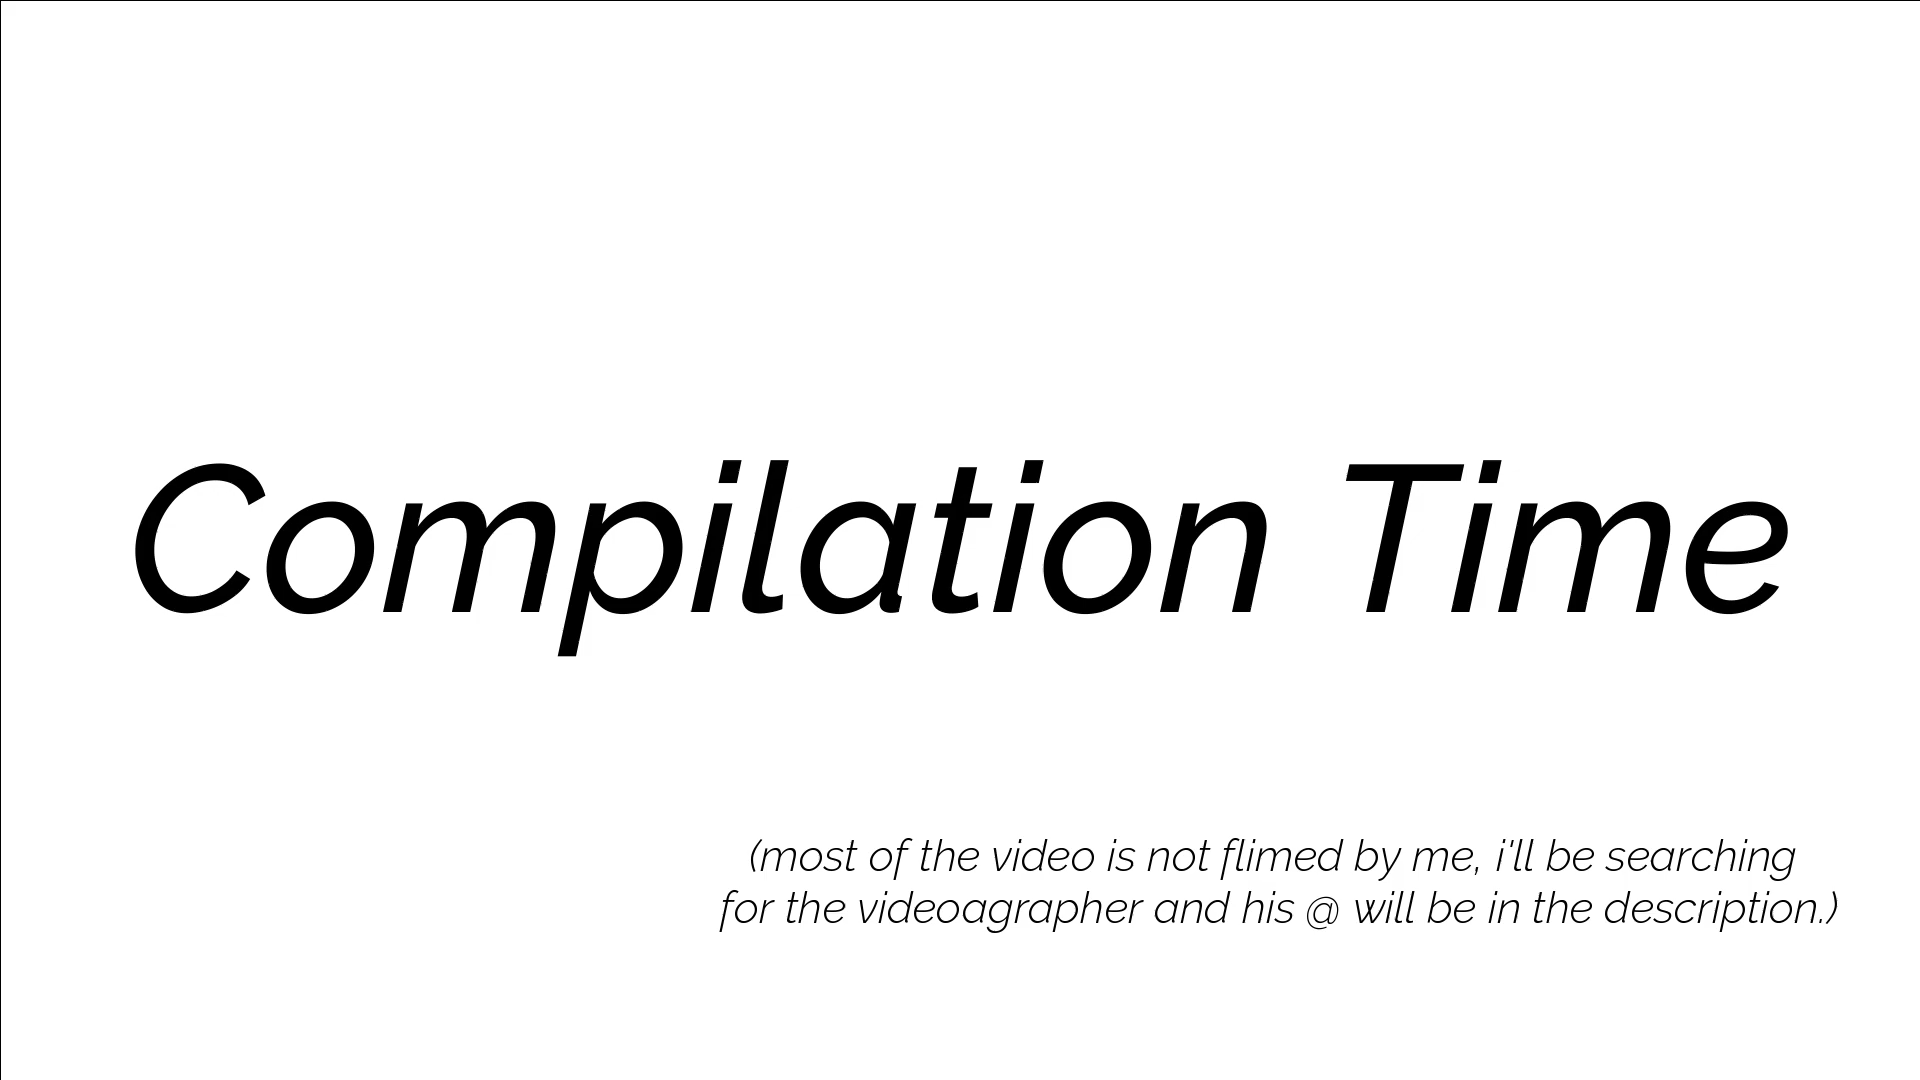 Compilation Time
(most of the video is not flimed by me, i'll be searching
for the videoagrapher and his @ will be in the description.)